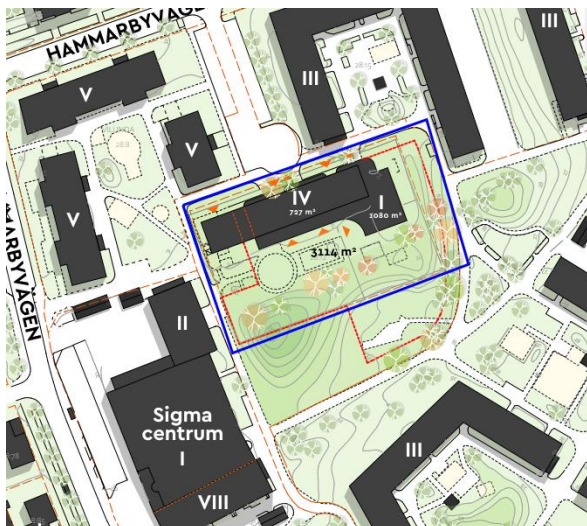 HAMMARBYVÄGEN
III
III
V
V
V
IV
727 m²
I
1080 m²
3114 m²
MARBYVÄGEN
II
Sigma
centrum
I
VIII
III